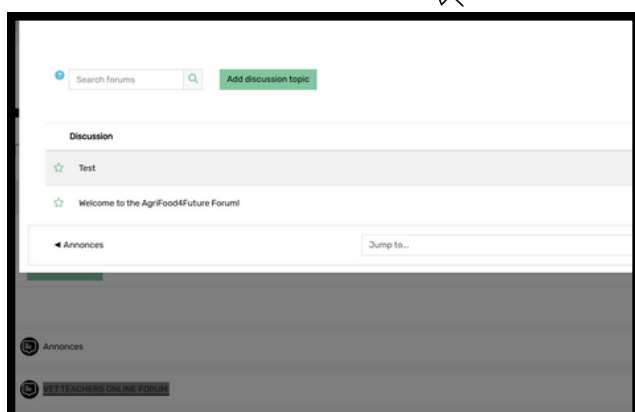 Search forums
Add discussion topic
Discussion
Test
Welcome to the AgriFood4Future Forum!
◄ Annonces
Jump to...
Annonces
VET TEACHERS ONLINE FORUM